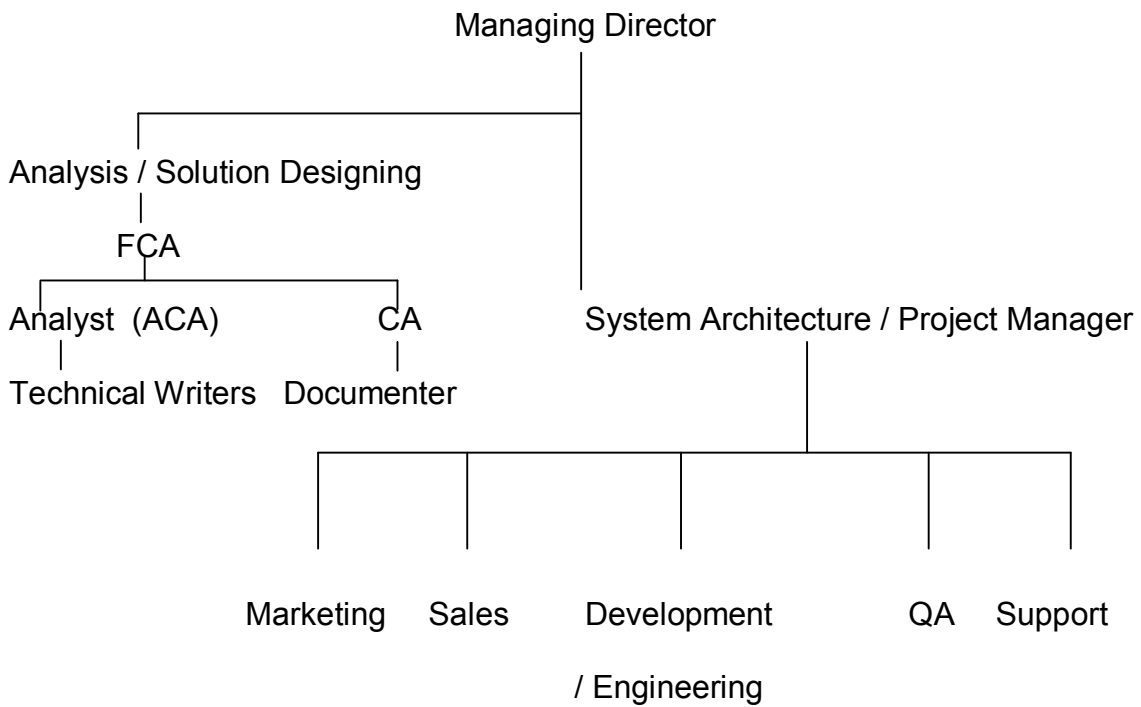 Managing Director
Analysis / Solution Designing
FCA
Analyst (ACA)
CA
System Architecture / Project Manager
Technical Writers
Documenter
Marketing
Sales
Development
QA
Support
/ Engineering